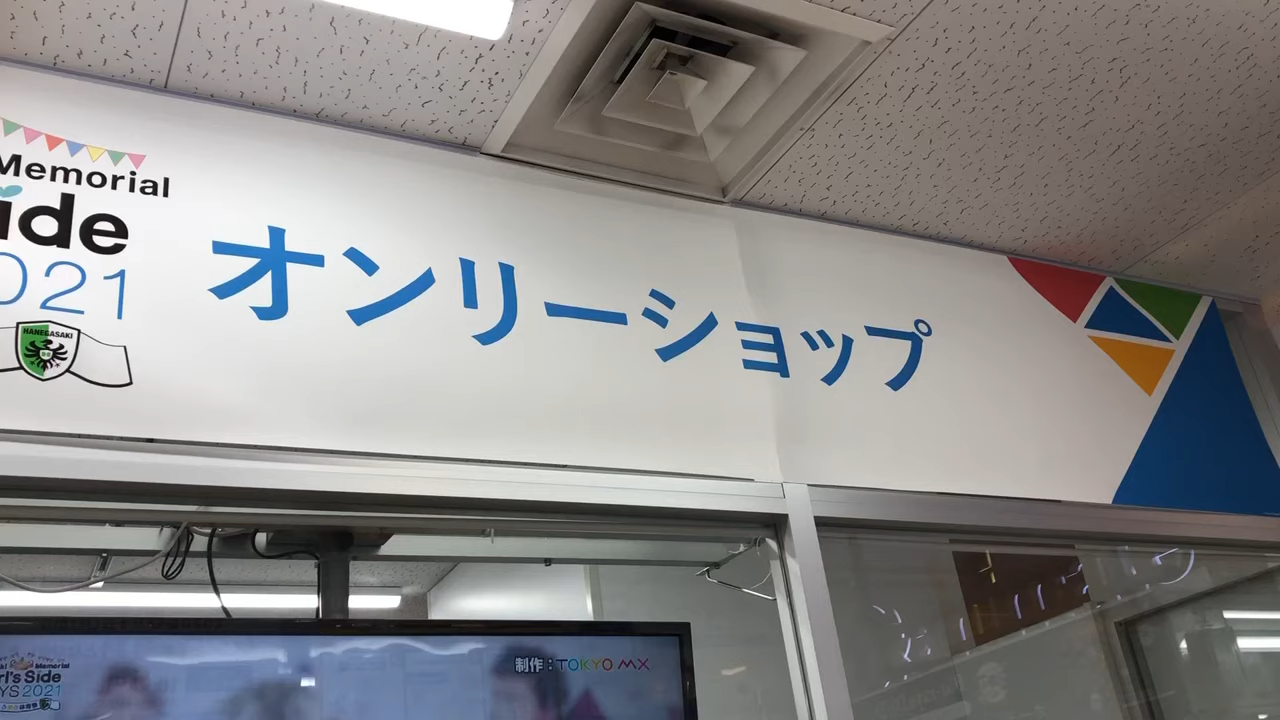 Memorial
ide
021
HANEGASAKI
オンリーショップ
制作：TOKYO MX
Memorial
rl's Side
YS 2021